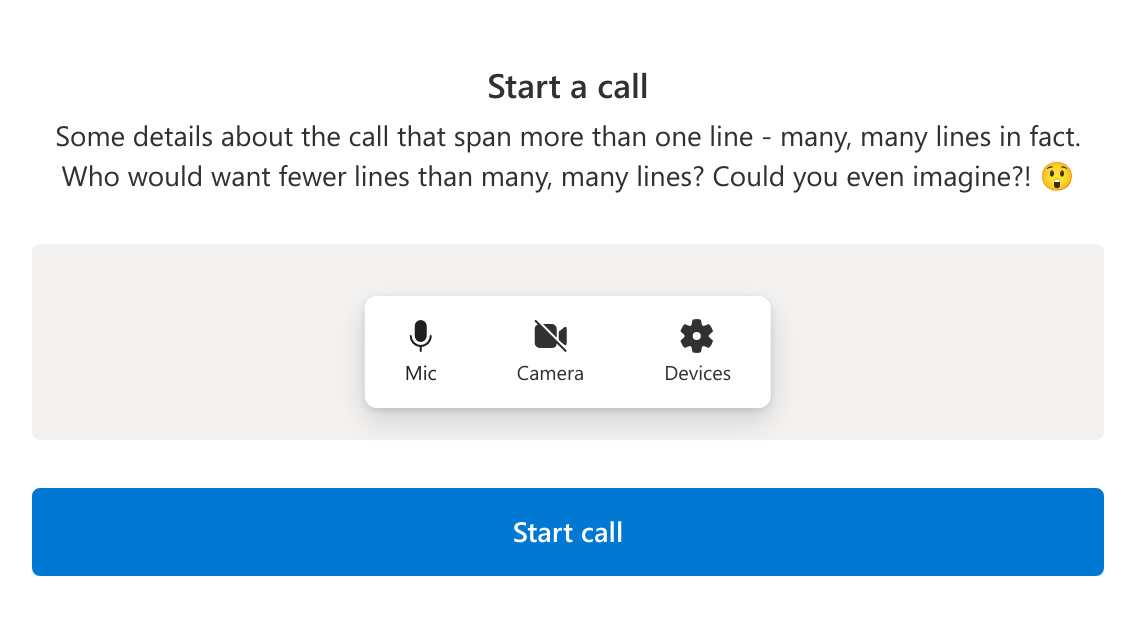 Start a call
Some details about the call that span more than one line - many, many lines in fact.
Who would want fewer lines than many, many lines? Could you even imagine?! 😲
Mic Camera Devices
Start call